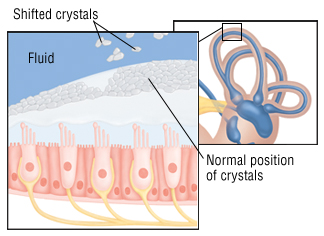 Shifted crystals
Fluid
Normal position
of crystals